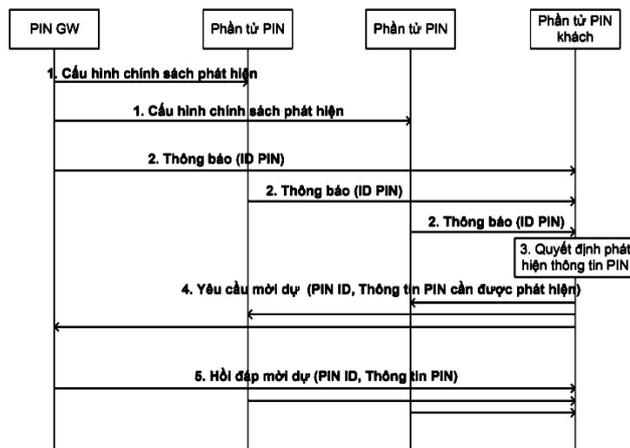 PIN GW
Phần tử PIN
Phần tử PIN
Phần tử PIN
khách
1. Cấu hình chính sách phát hiện
1. Cấu hình chính sách phát hiện
2. Thông báo (ID PIN)
2. Thông báo (ID PIN)
2. Thông báo (ID PIN)
3. Quyết định phát
hiện thông tin PIN
4. Yêu cầu mời dự (PIN ID, Thông tin PIN cần được phát hiện)
5. Hồi đáp mời dự (PIN ID, Thông tin PIN)